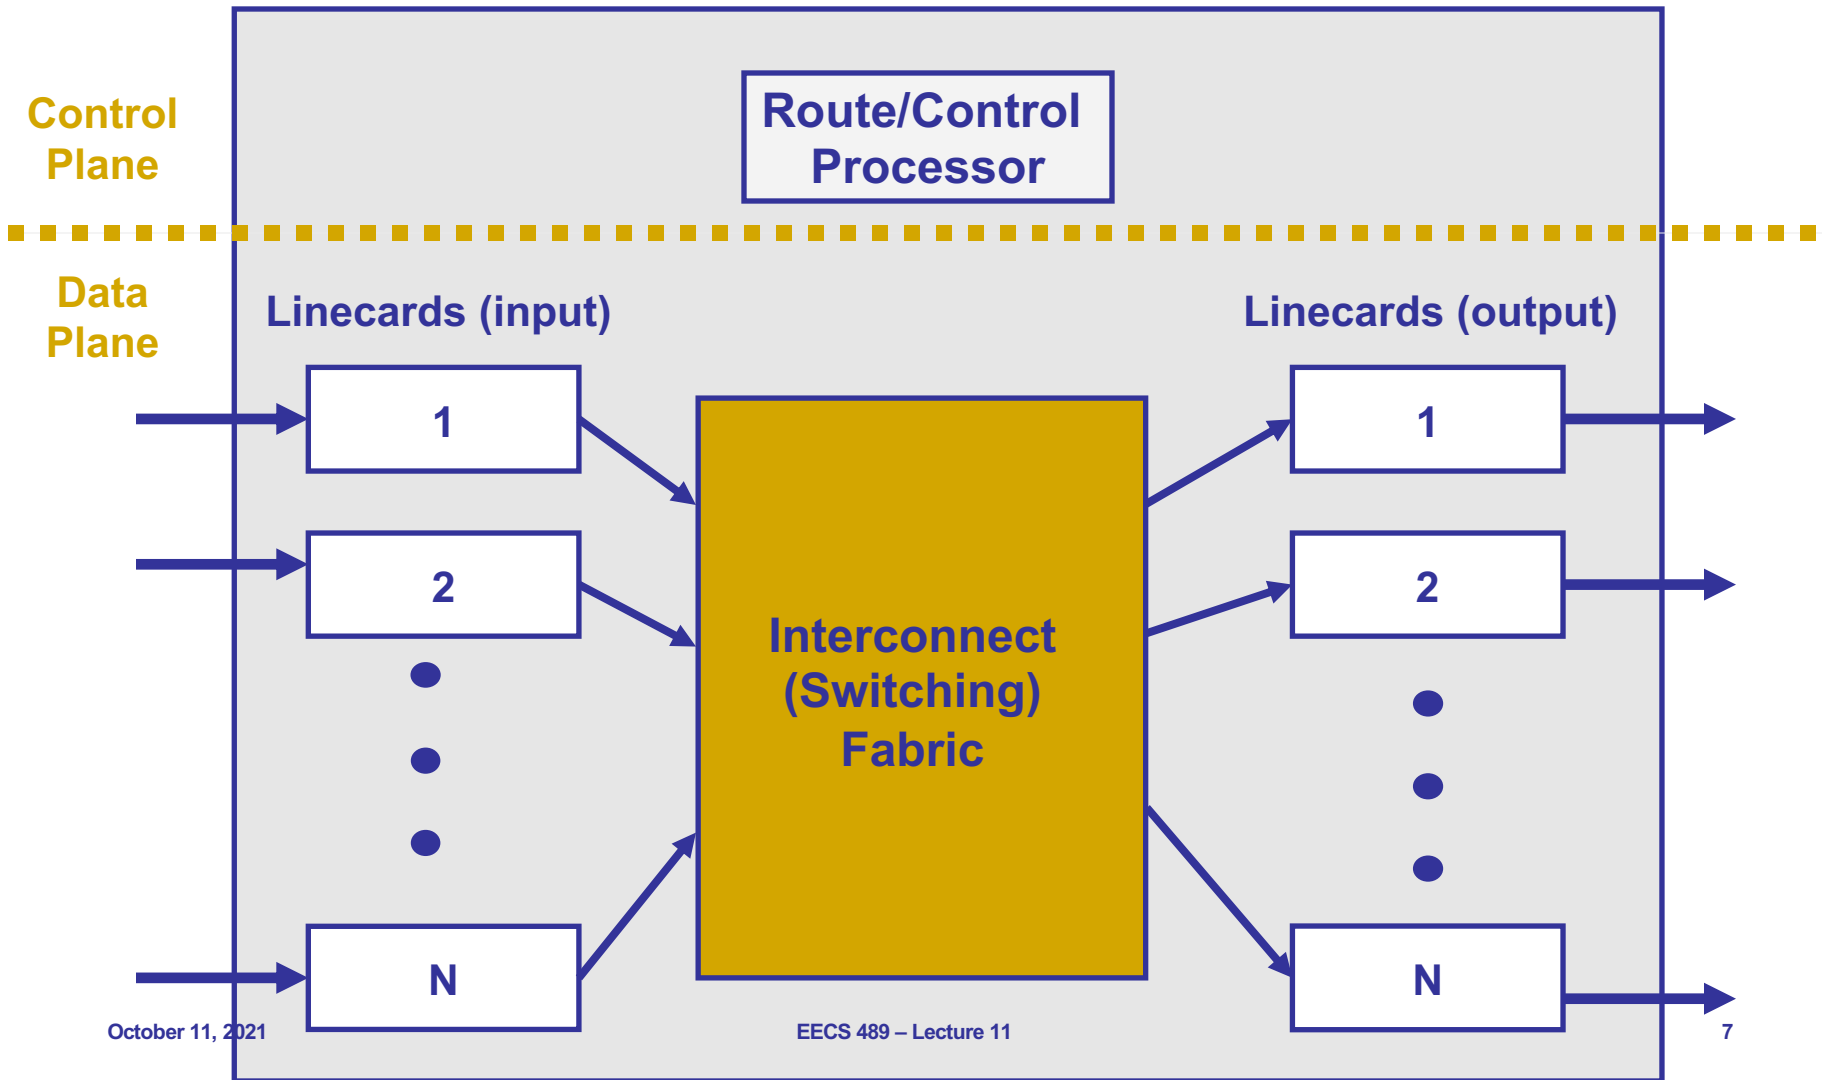 Control
Plane
Route/Control
Processor
Data
Plane
Linecards (input)
Linecards (output)
1
2
N
Interconnect
(Switching)
Fabric
1
2
N
October 11, 2021
EECS 489 – Lecture 11
7